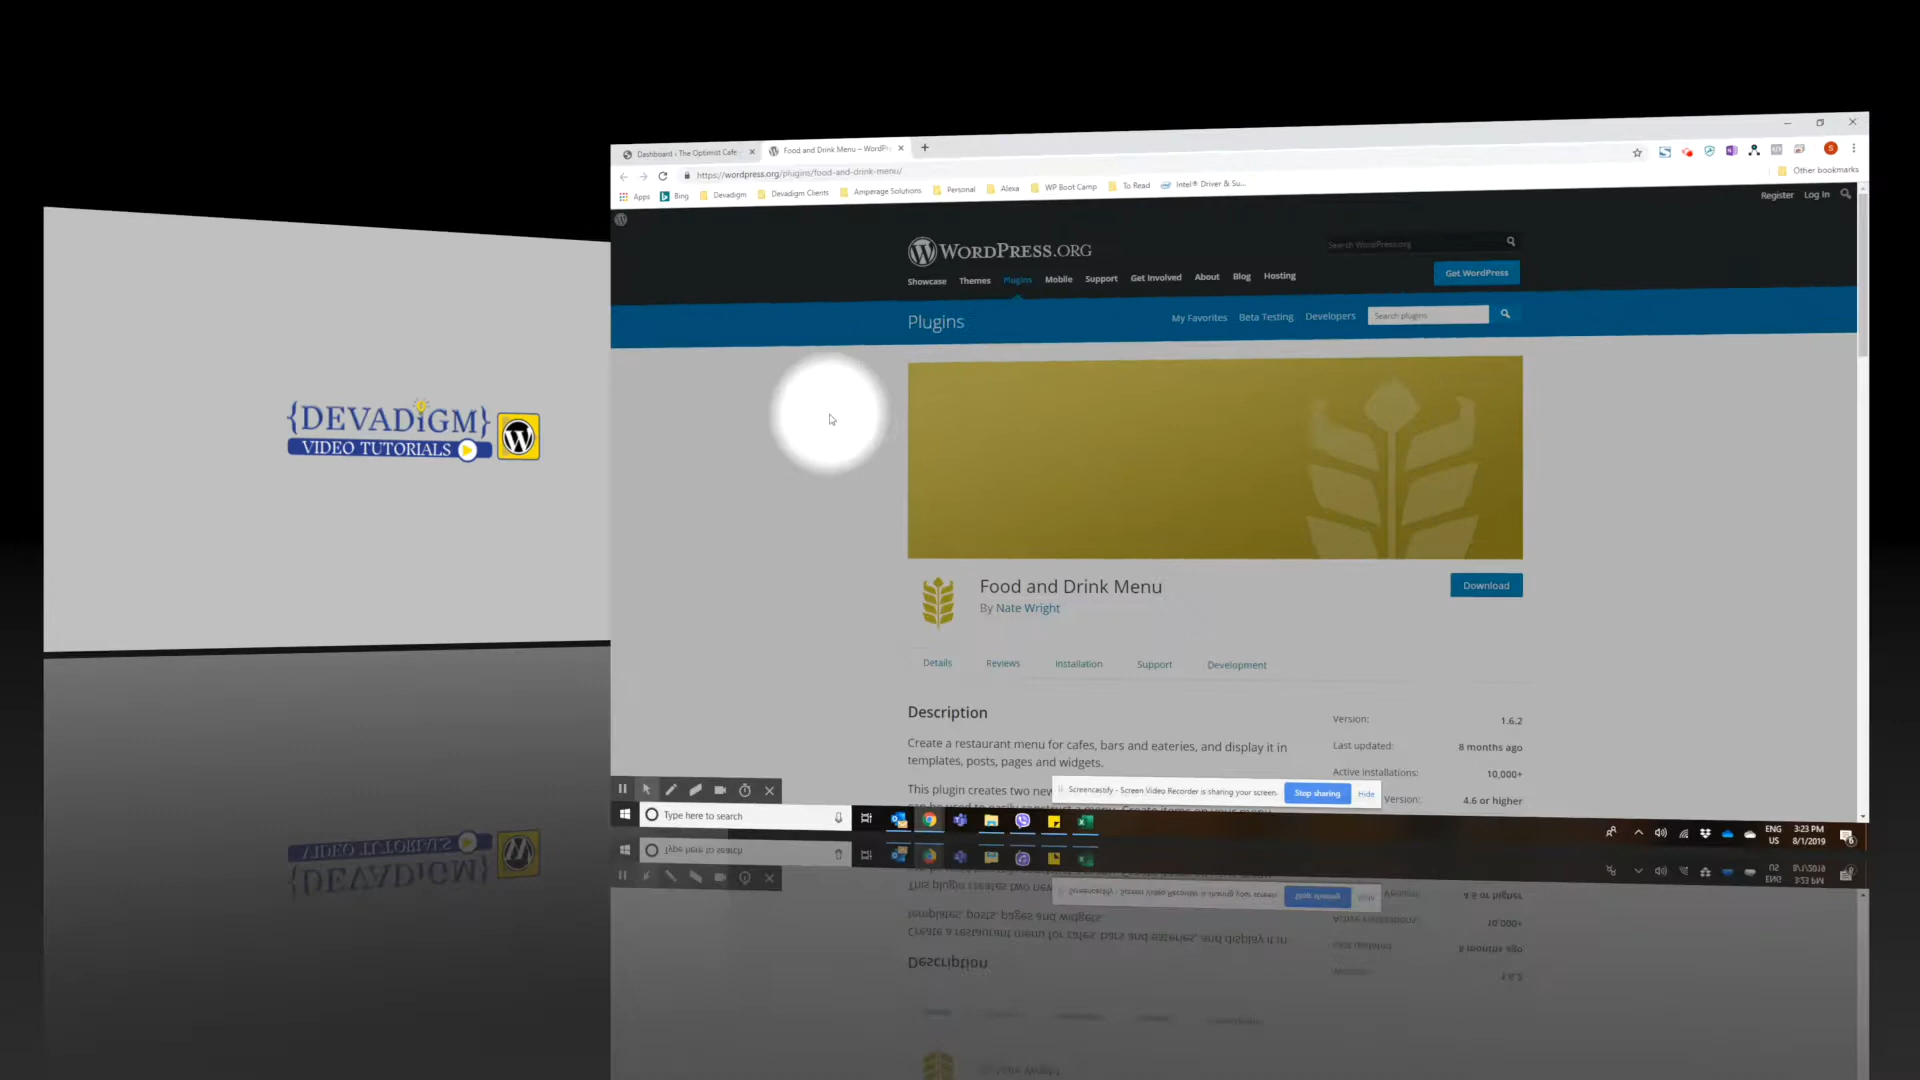 {DEVADiGM}
VIDEO TUTORIALS
Dashboard ‹ The Optimist Cafe
Food and Drink Menu – WordPr
https://wordpress.org/plugins/food-and-drink-menu/
Apps Bing Devadigm Devadigm Clients Amperage Solutions Personal Alexa WP Boot Camp To Read Intel® Driver & Su... Other bookmarks
Register Log In
WORDPRESS.ORG
Search WordPress.org
Showcase Themes Plugins Mobile Support Get Involved About Blog Hosting
Get WordPress
Plugins
My Favorites Beta Testing Developers
Search plugins
Food and Drink Menu
By Nate Wright
Download
Details Reviews Installation Support Development
Description
Create a restaurant menu for cafes, bars and eateries, and display it in
templates, posts, pages and widgets.
This plugin creates two new
Version: 1.6.2
Last updated: 8 months ago
Active installations: 10,000+
Version: 4.6 or higher
Screencastify - Screen Video Recorder is sharing your screen. Stop sharing Hide
Type here to search
ENG
US
3:23 PM
8/1/2019
6